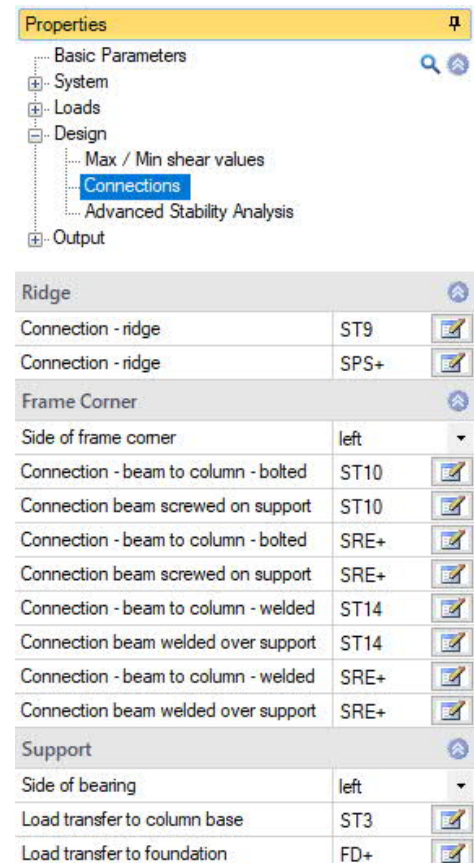 Properties
Basic Parameters
System
Loads
Design
Max / Min shear values
Connections
Advanced Stability Analysis
Output
Ridge
Connection - ridge ST9
Connection - ridge SPS+
Frame Corner
Side of frame corner left
Connection - beam to column - bolted ST10
Connection beam screwed on support ST10
Connection - beam to column - bolted SRE+
Connection beam screwed on support SRE+
Connection - beam to column - welded ST14
Connection beam welded over support ST14
Connection - beam to column - welded SRE+
Connection beam welded over support SRE+
Support
Side of bearing left
Load transfer to column base ST3
Load transfer to foundation FD+